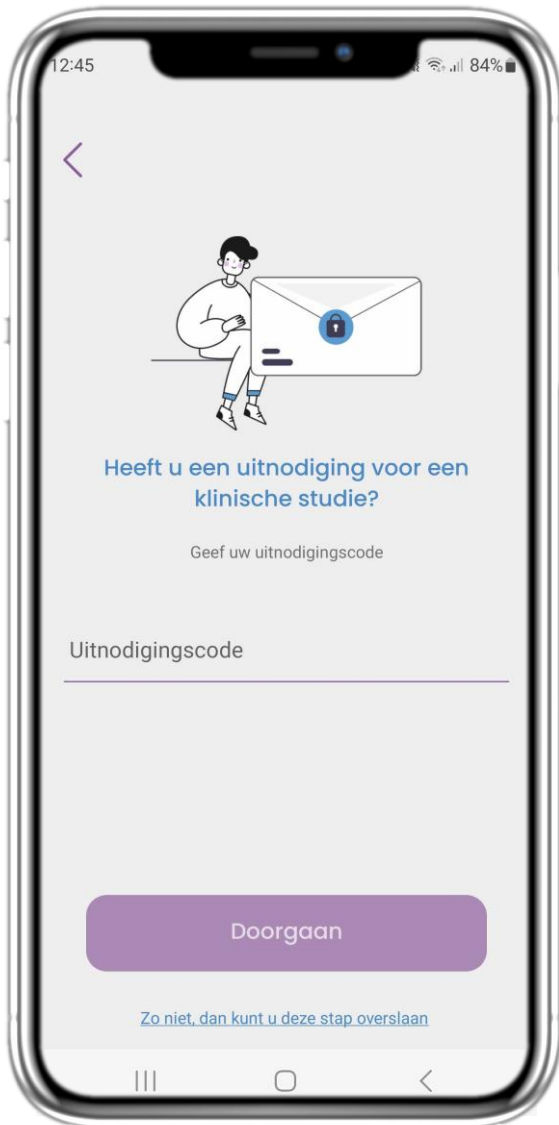 12:45
84%
Heeft u een uitnodiging voor een
klinische studie?
Geef uw uitnodigingscode
Uitnodigingscode
Doorgaan
Zo niet, dan kunt u deze stap overslaan